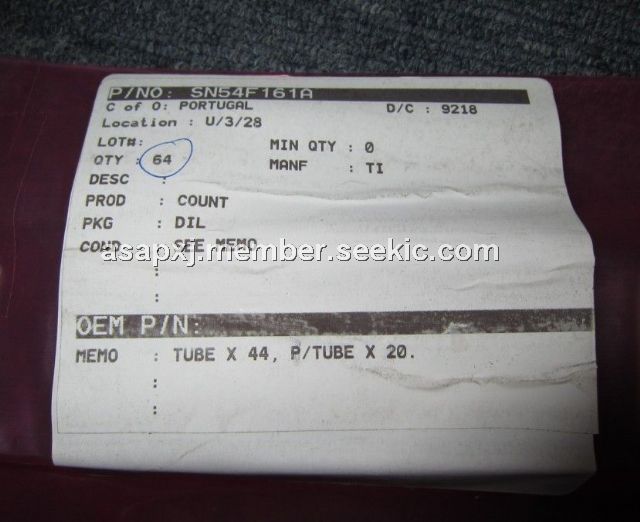 P/NO: SN54F161A
C of O: PORTUGAL D/C : 9218
Location : U/3/28
LOT#: MIN QTY : 0
QTY : 64 MANF : TI
DESC :
PROD : COUNT
PKG : DIL
COND : SEE MEMO
:
:
OEM P/N:
MEMO : TUBE X 44, P/TUBE X 20.
:
:
asapxj.member.seekic.com